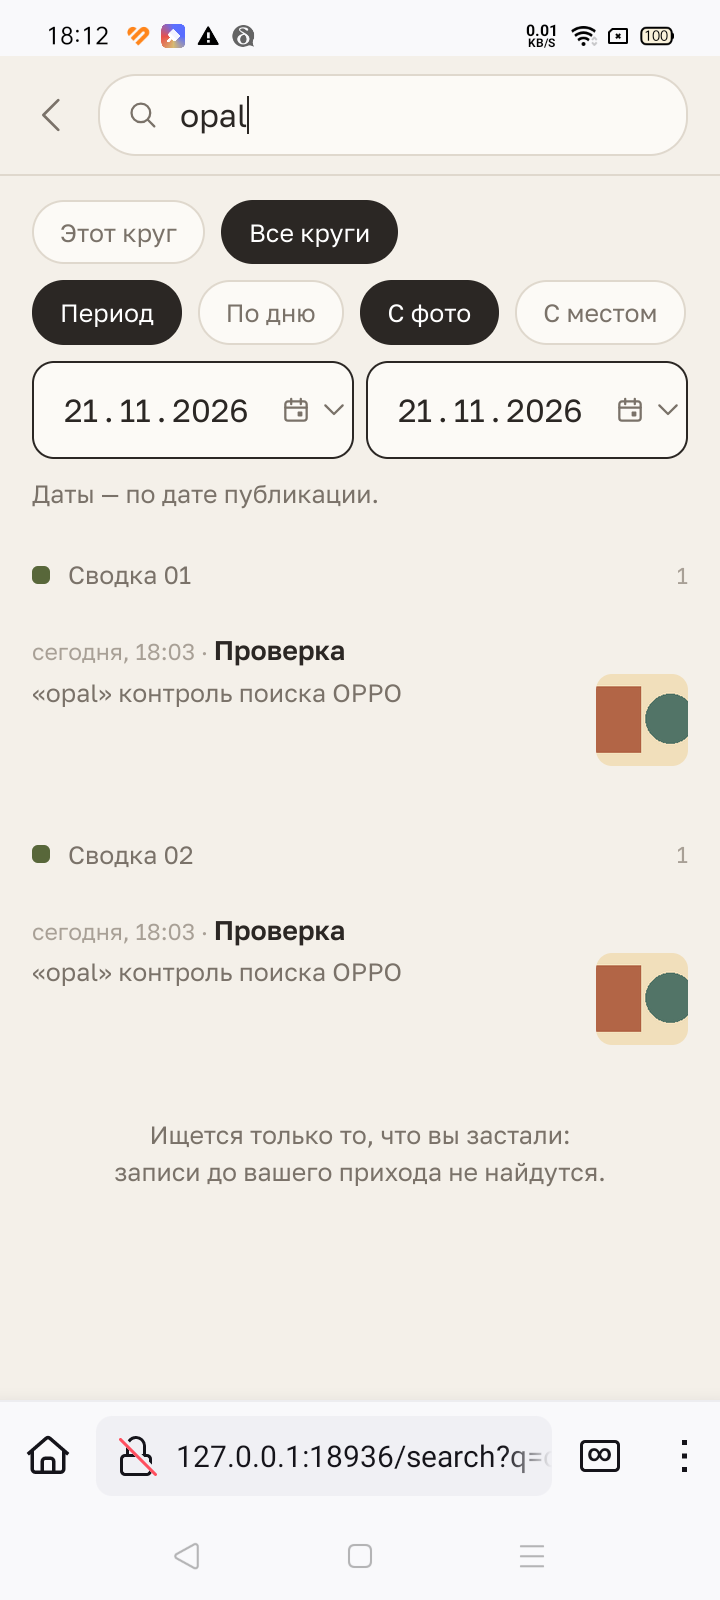 18:12
0.01
KB/S
100
opal
Этот круг
Все круги
Период
По дню
С фото
С местом
21.11.2026
21.11.2026
Даты — по дате публикации.
Сводка 01
1
сегодня, 18:03 · Проверка
«opal» контроль поиска OPPO
Сводка 02
1
сегодня, 18:03 · Проверка
«opal» контроль поиска OPPO
Ищется только то, что вы застали:
записи до вашего прихода не найдутся.
127.0.0.1:18936/search?q=